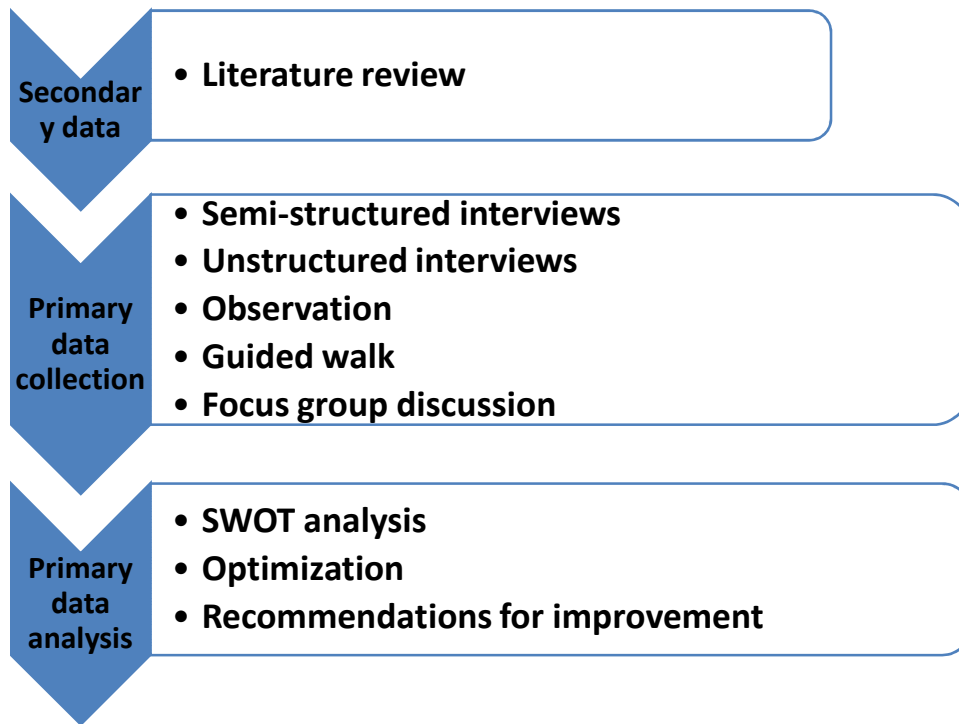 Secondar
y data
• Literature review
Primary
data
collection
• Semi-structured interviews
• Unstructured interviews
• Observation
• Guided walk
• Focus group discussion
Primary
data
analysis
• SWOT analysis
• Optimization
• Recommendations for improvement